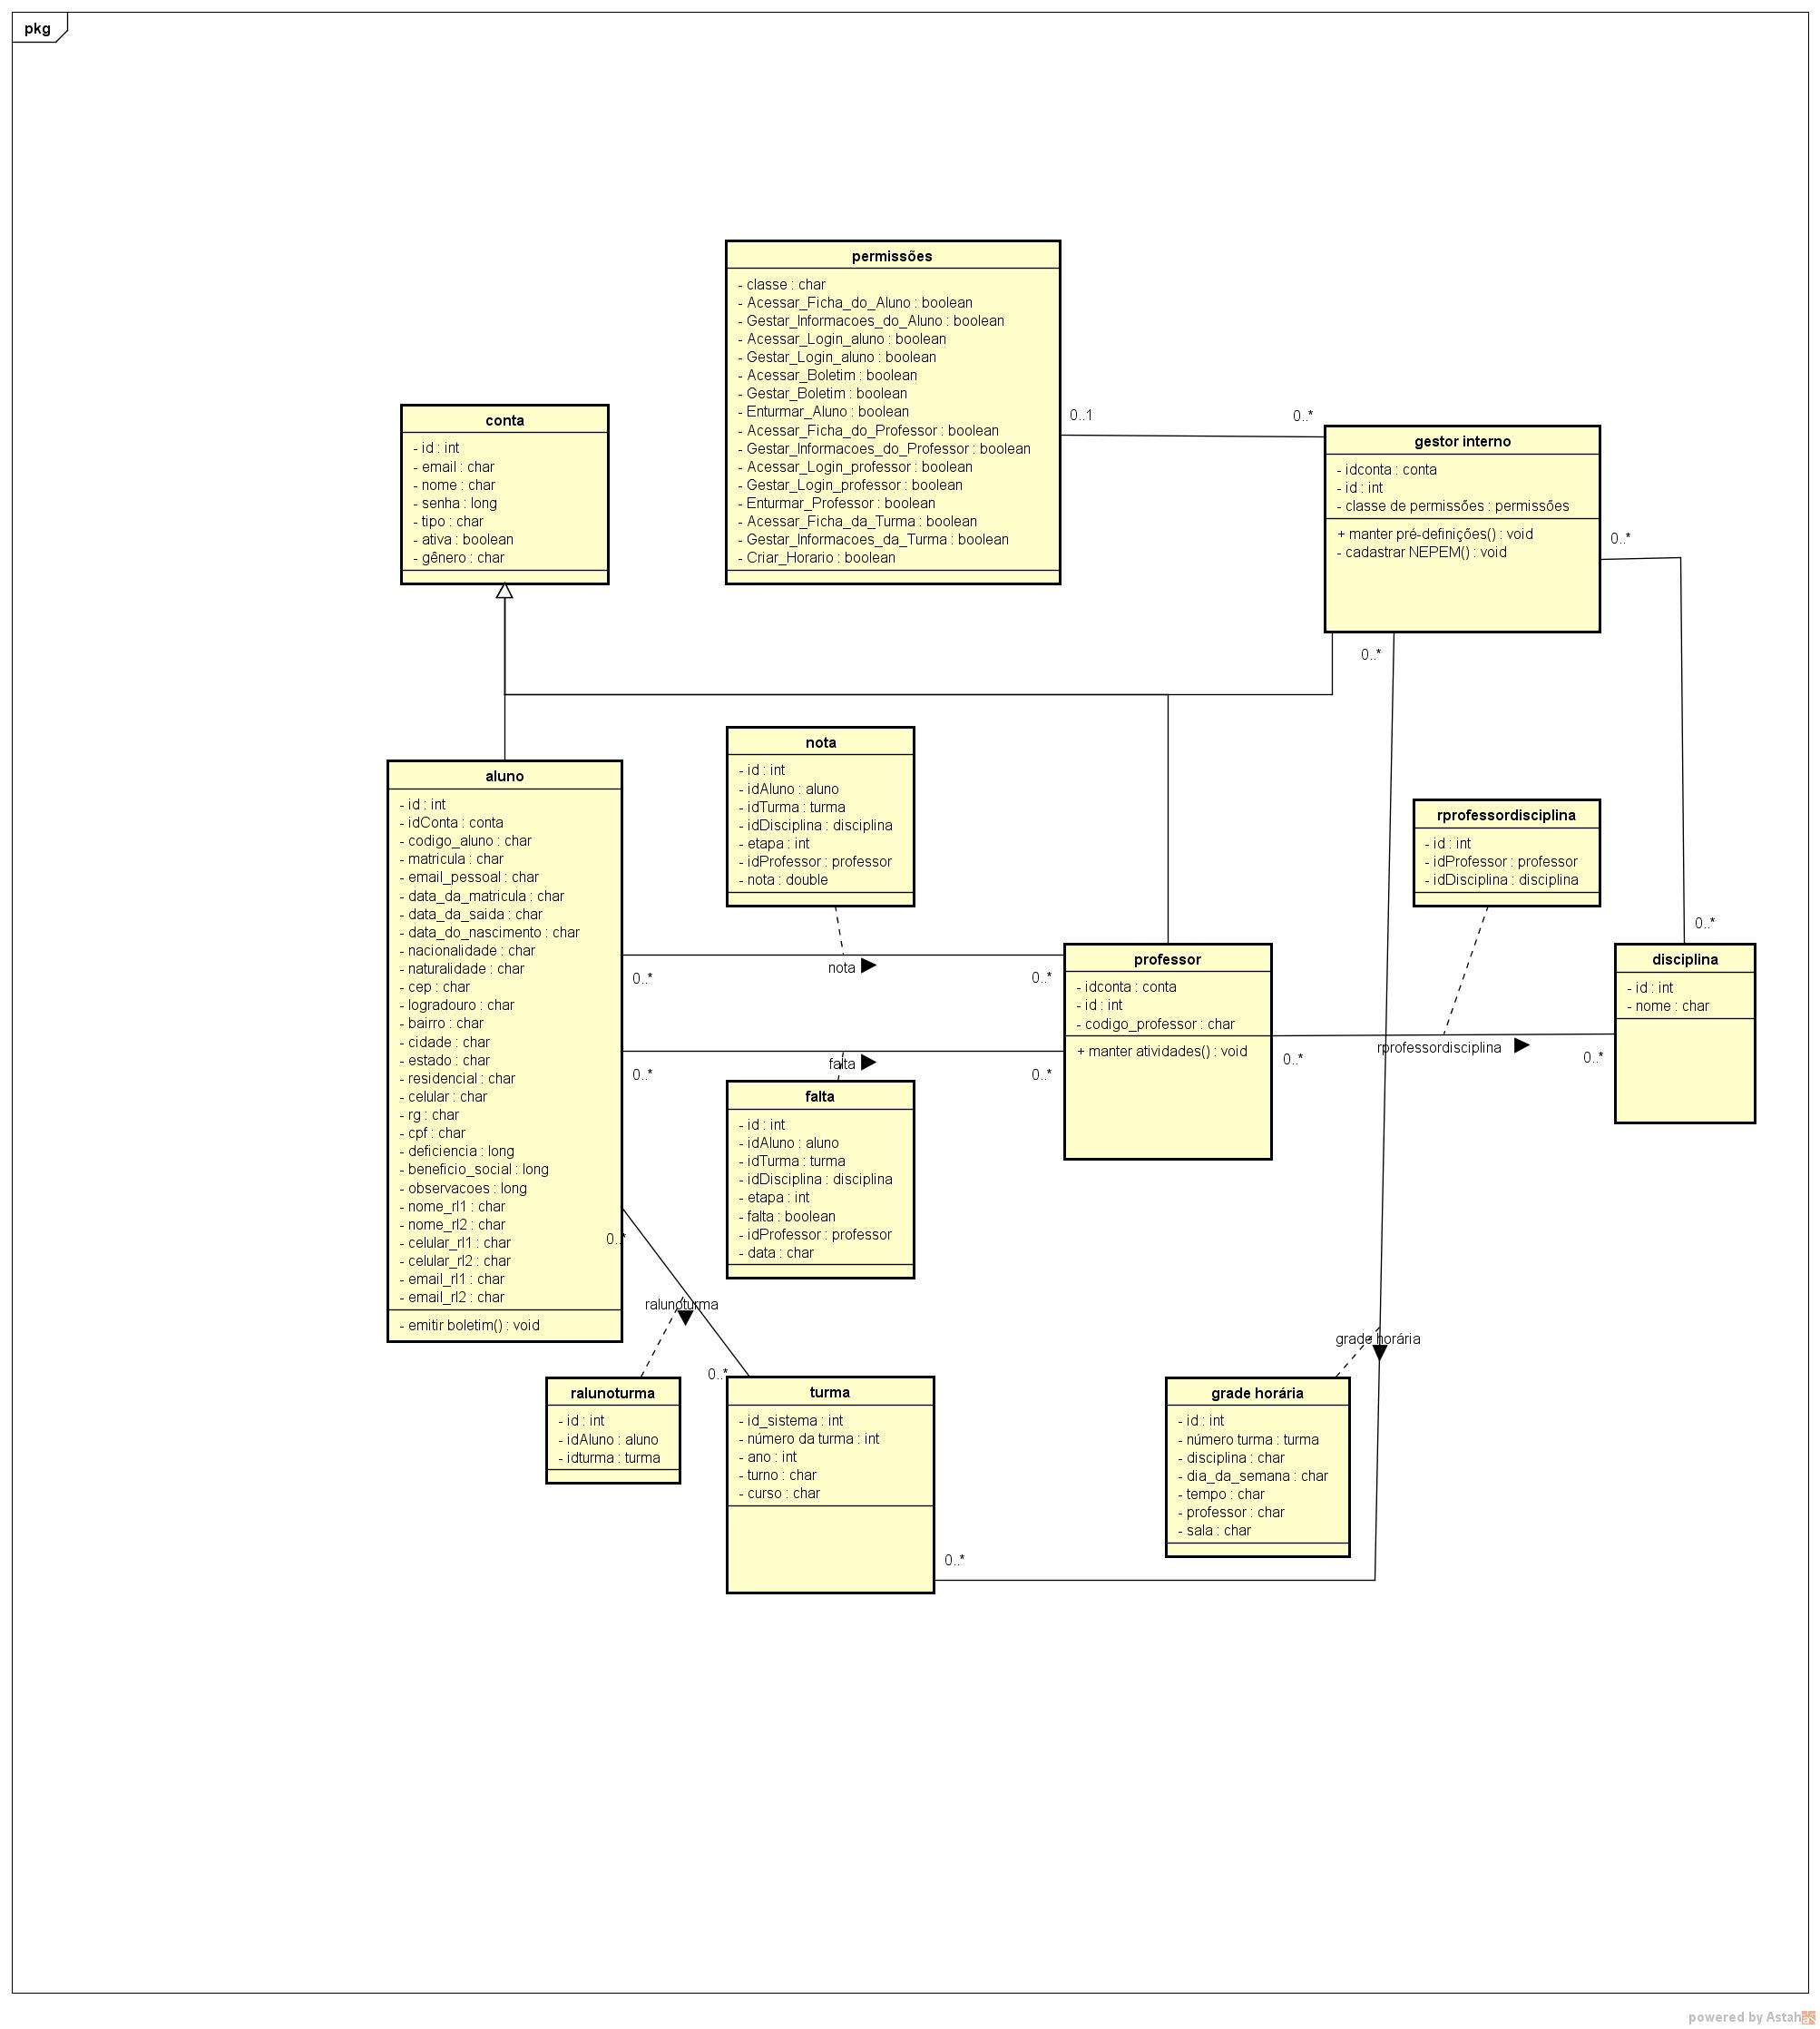 pkg
permissões
- classe : char
- Acessar_Ficha_do_Aluno : boolean
- Gestar_Informacoes_do_Aluno : boolean
- Acessar_Login_aluno : boolean
- Gestar_Login_aluno : boolean
- Acessar_Boletim : boolean
- Gestar_Boletim : boolean
- Enturmar_Aluno : boolean
- Acessar_Ficha_do_Professor : boolean
- Gestar_Informacoes_do_Professor : boolean
- Acessar_Login_professor : boolean
- Gestar_Login_professor : boolean
- Enturmar_Professor : boolean
- Acessar_Ficha_da_Turma : boolean
- Gestar_Informacoes_da_Turma : boolean
- Criar_Horario : boolean
0..1
0..*
conta
- id : int
- email : char
- nome : char
- senha : long
- tipo : char
- ativa : boolean
- gênero : char
gestor interno
- idconta : conta
- id : int
- classe de permissões : permissões
+ manter pré-definições() : void
- cadastrar NEPEM() : void
0..*
0..*
nota
- id : int
- idAluno : aluno
- idTurma : turma
- idDisciplina : disciplina
- etapa : int
- idProfessor : professor
- nota : double
aluno
- id : int
- idConta : conta
- codigo_aluno : char
- matricula : char
- email_pessoal : char
- data_da_matricula : char
- data_da_saida : char
- data_do_nascimento : char
- nacionalidade : char
- naturalidade : char
- cep : char
- logradouro : char
- bairro : char
- cidade : char
- estado : char
- residencial : char
- celular : char
- rg : char
- cpf : char
- deficiencia : long
- beneficio_social : long
- observacoes : long
- nome_rl1 : char
- nome_rl2 : char
- celular_rl1 : char
- celular_rl2 : char
- email_rl1 : char
- email_rl2 : char
- emitir boletim() : void
rprofessordisciplina
- id : int
- idProfessor : professor
- idDisciplina : disciplina
0..*
professor
- idconta : conta
- id : int
- codigo_professor : char
+ manter atividades() : void
disciplina
- id : int
- nome : char
0..*
nota
0..*
0..*
falta
0..*
0..*
rprofessordisciplina
0..*
falta
- id : int
- idAluno : aluno
- idTurma : turma
- idDisciplina : disciplina
- etapa : int
- falta : boolean
- idProfessor : professor
- data : char
0..*
ralunoturma
0..*
grade horária
ralunoturma
- id : int
- idAluno : aluno
- idturma : turma
turma
- id_sistema : int
- número da turma : int
- ano : int
- turno : char
- curso : char
grade horária
- id : int
- número turma : turma
- disciplina : char
- dia_da_semana : char
- tempo : char
- professor : char
- sala : char
0..*
powered by Astah